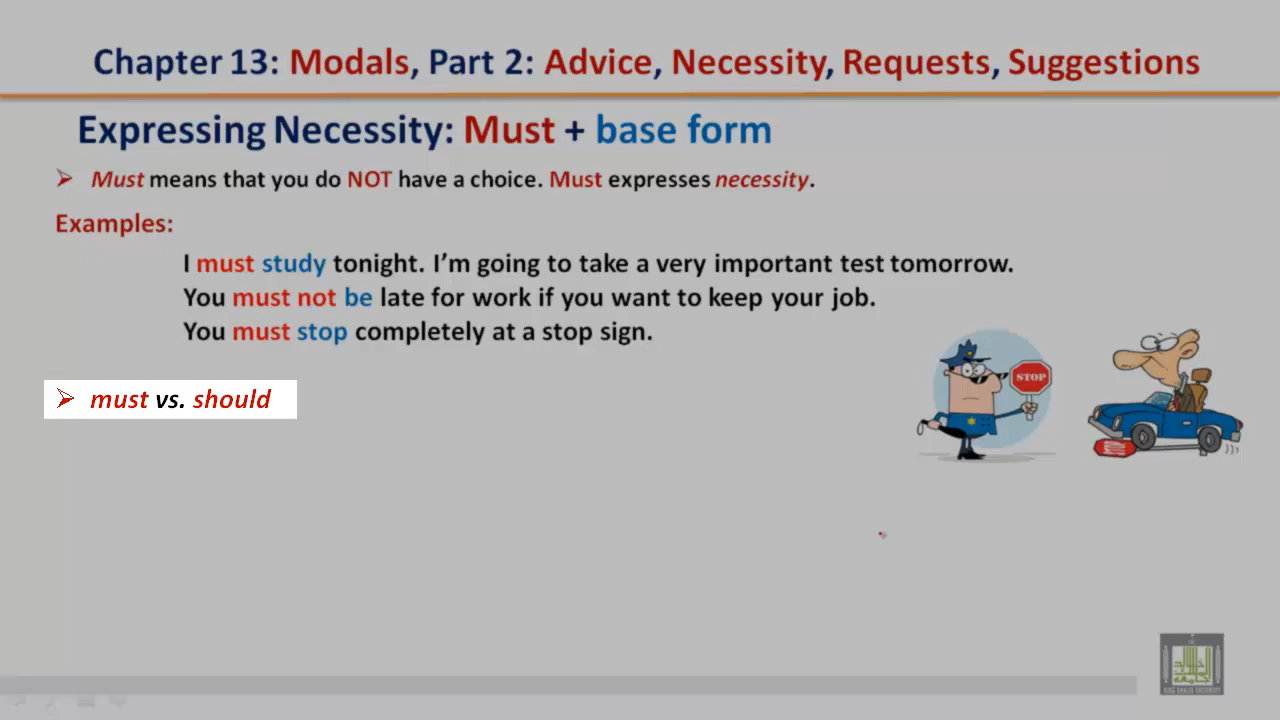 Chapter 13: Modals, Part 2: Advice, Necessity, Requests, Suggestions
Expressing Necessity: Must + base form
Must means that you do NOT have a choice. Must expresses necessity.
Examples:
I must study tonight. I’m going to take a very important test tomorrow.
You must not be late for work if you want to keep your job.
You must stop completely at a stop sign.
STOP
must vs. should
KING KHALID UNIVERSITY